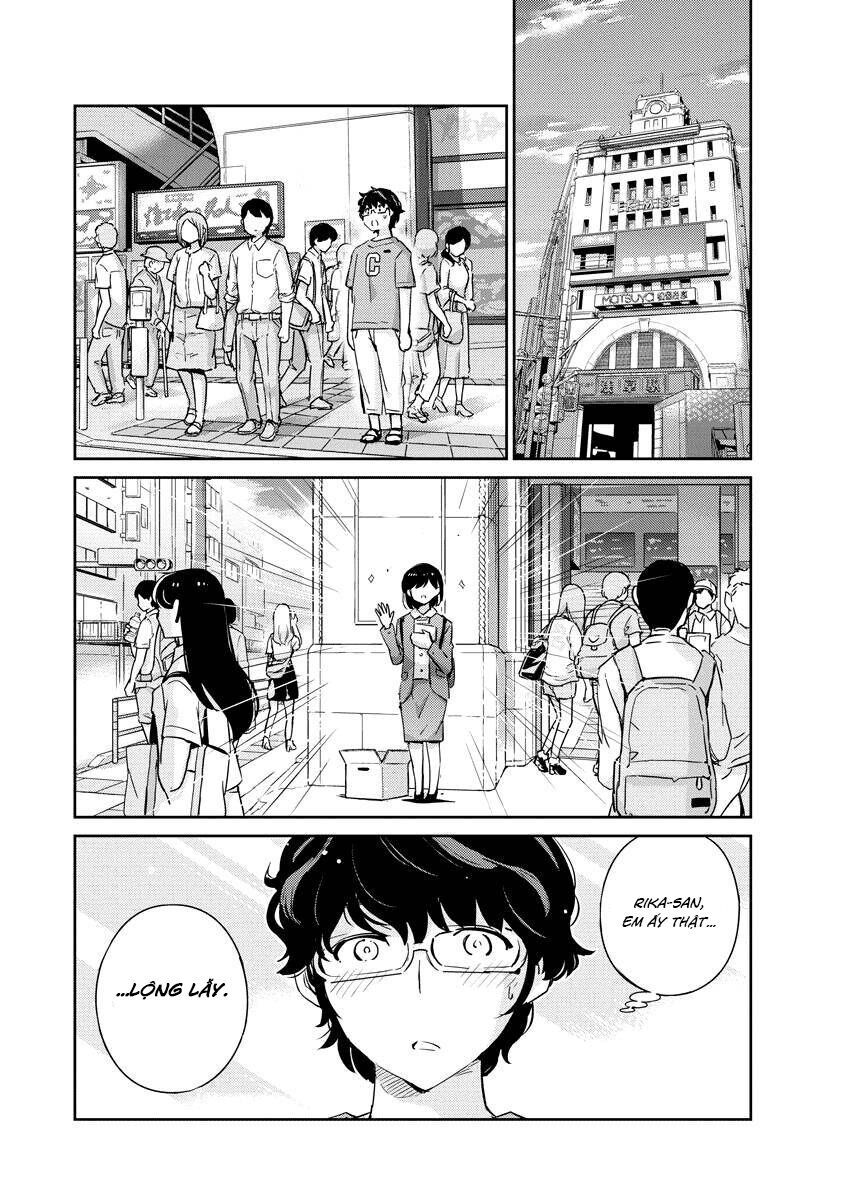 MATSUYA
C
RIKA-SAN,
EM ẤY THẬT...
...LỘNG LẪY.